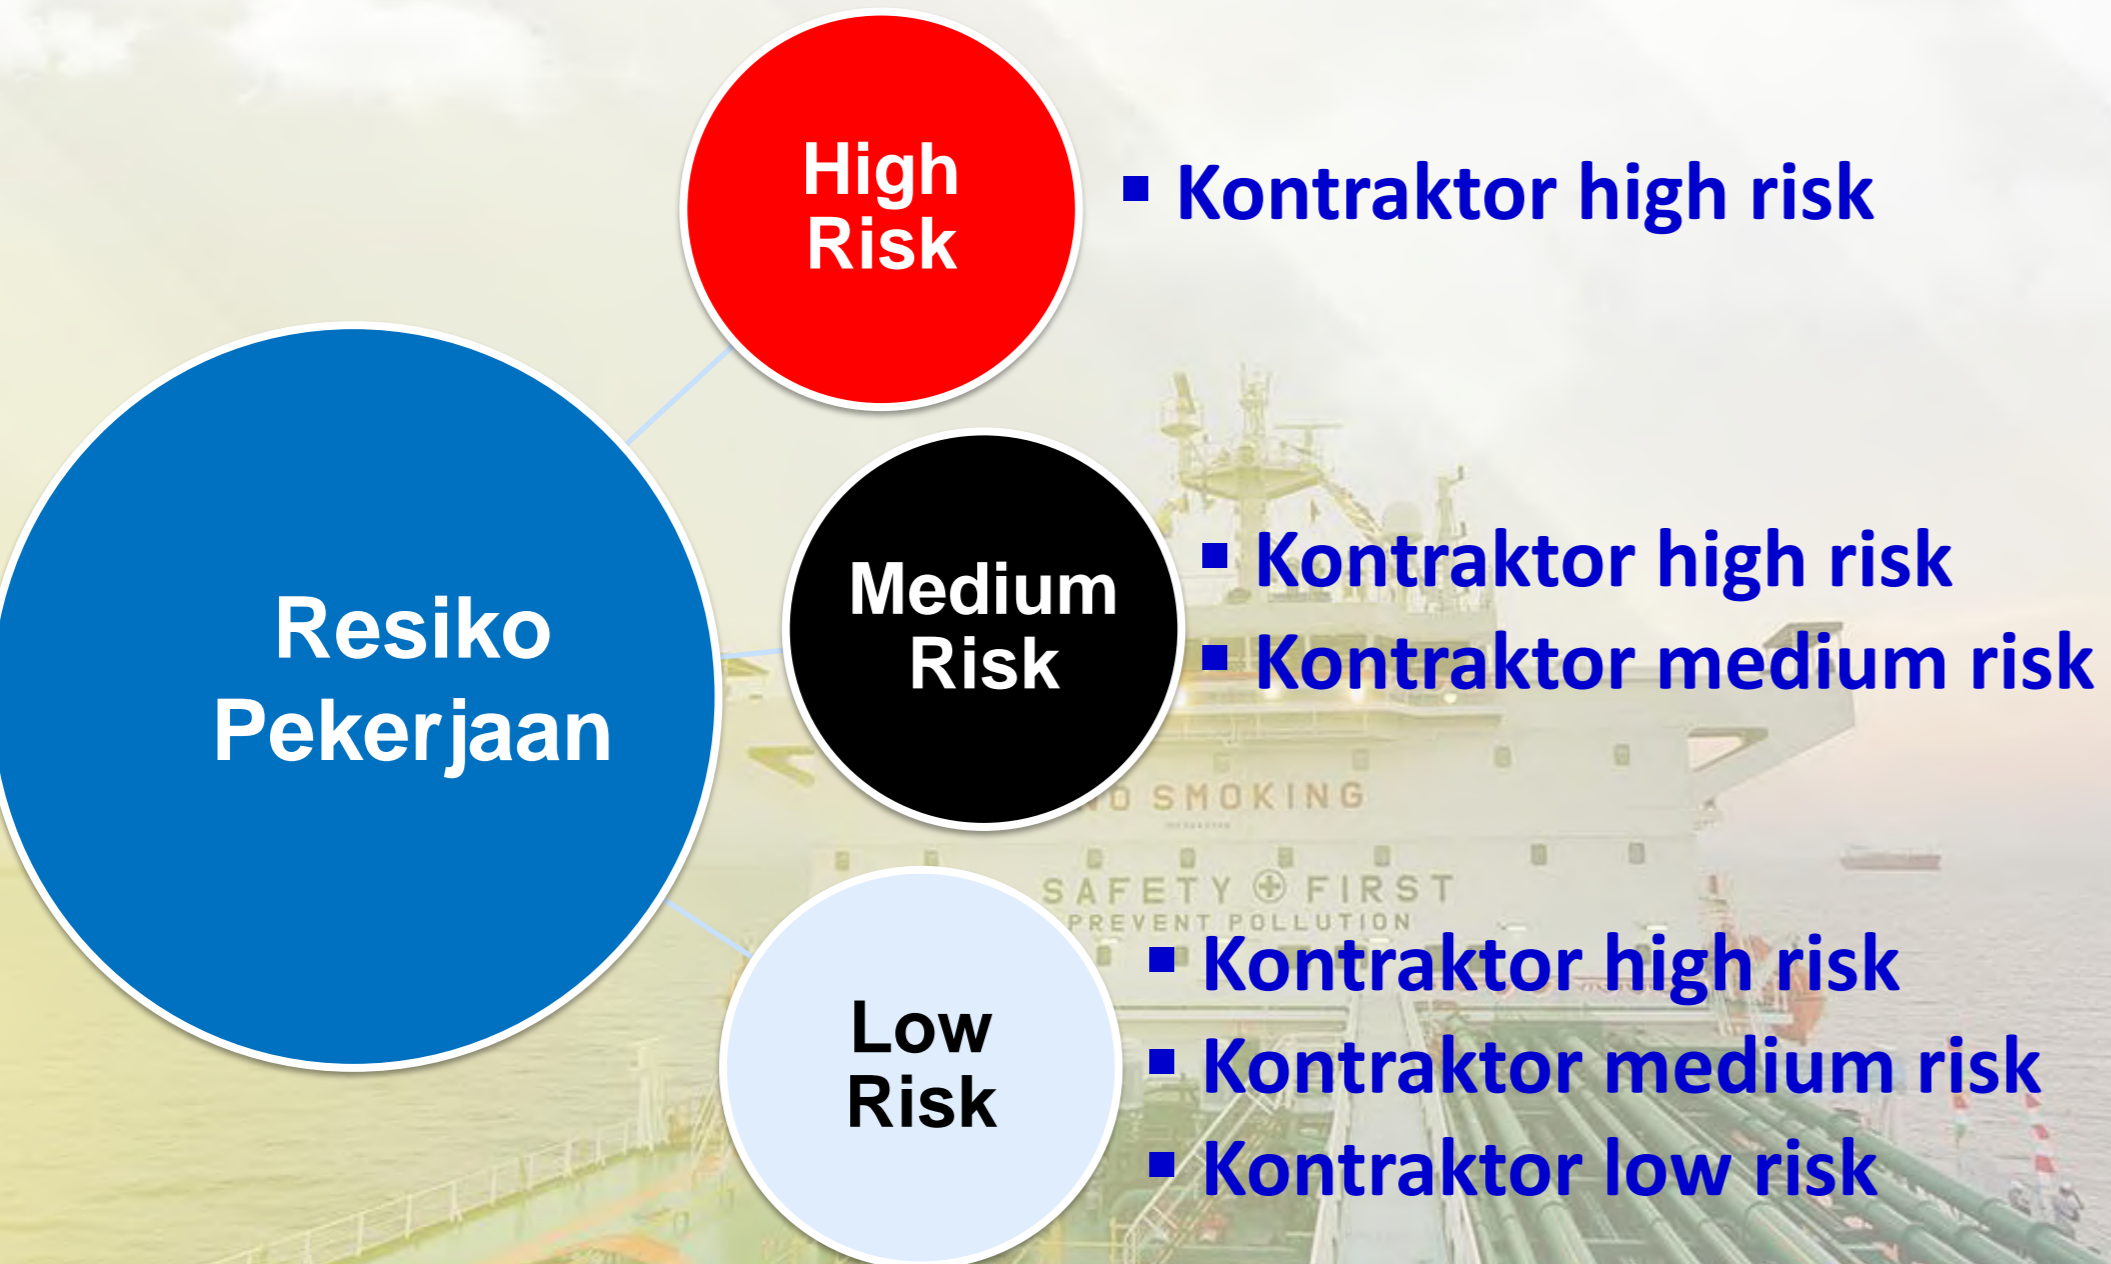 High
Risk
▪ Kontraktor high risk
Resiko
Pekerjaan
Medium
Risk
▪ Kontraktor high risk
▪ Kontraktor medium risk
NO SMOKING
SAFETY FIRST
PREVENT POLLUTION
Low
Risk
▪ Kontraktor high risk
▪ Kontraktor medium risk
▪ Kontraktor low risk